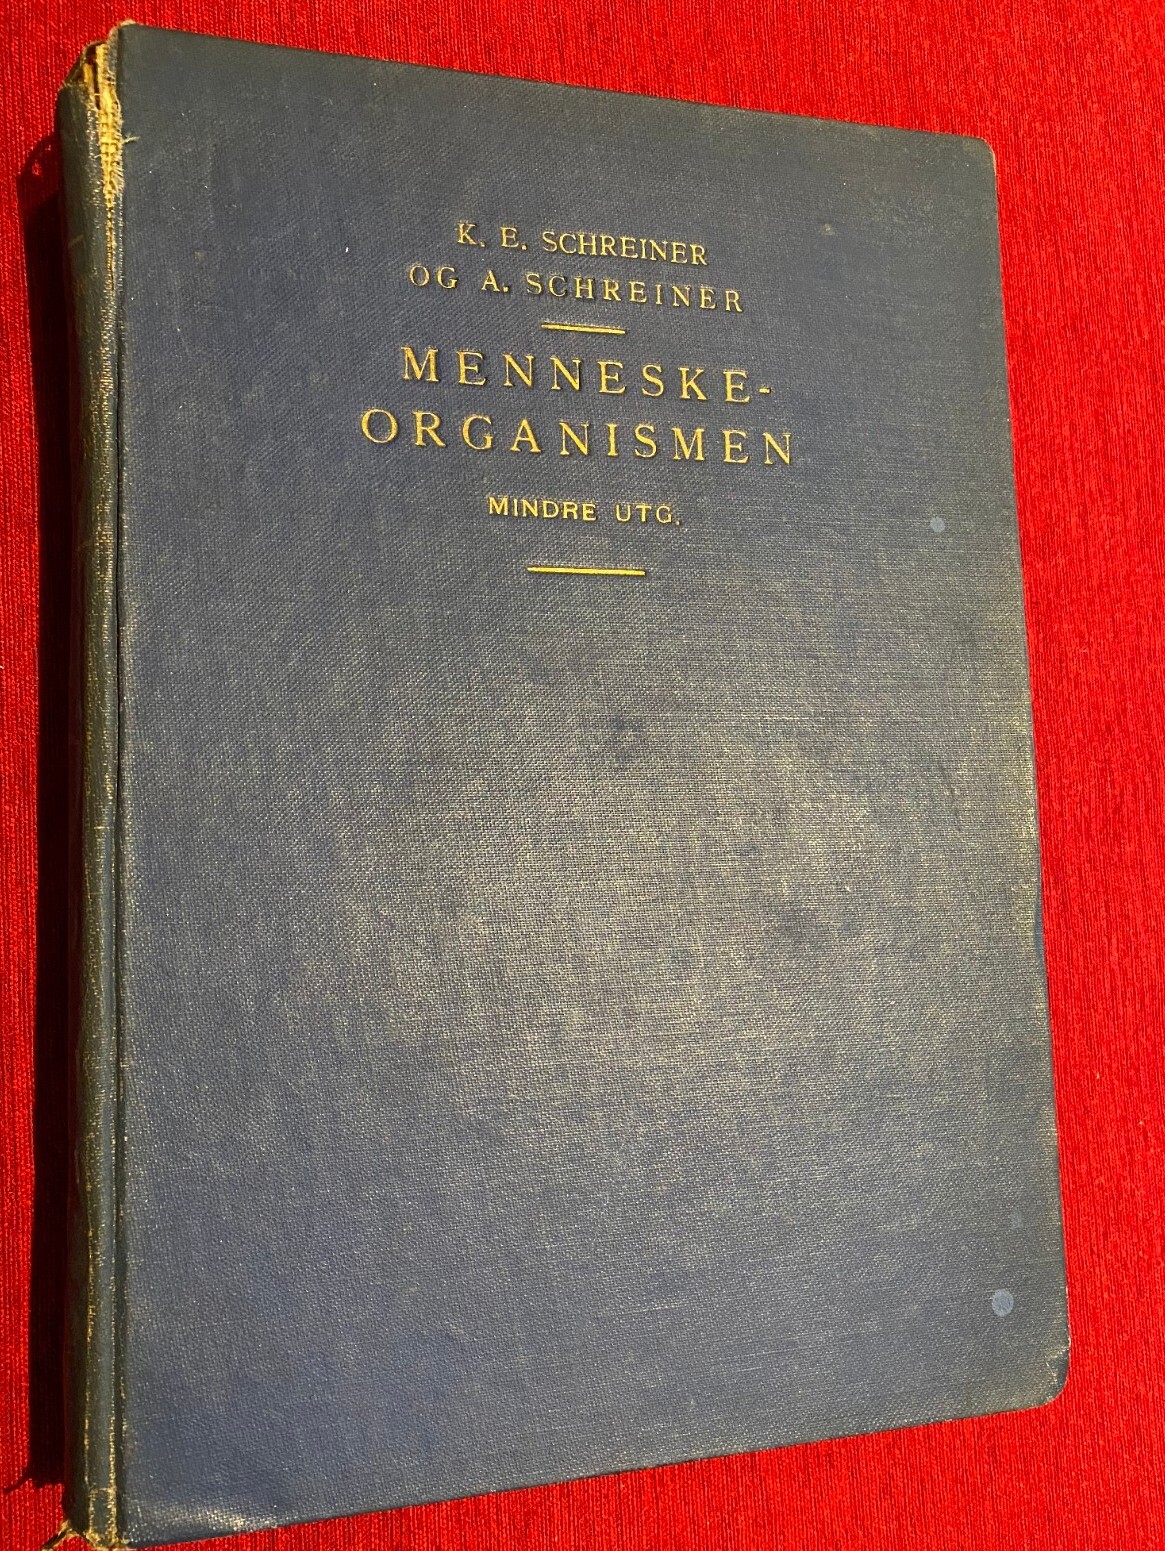 K. E. SCHREINER
OG A. SCHREINER
MENNESKE-
ORGANISMEN
MINDRE UTG.